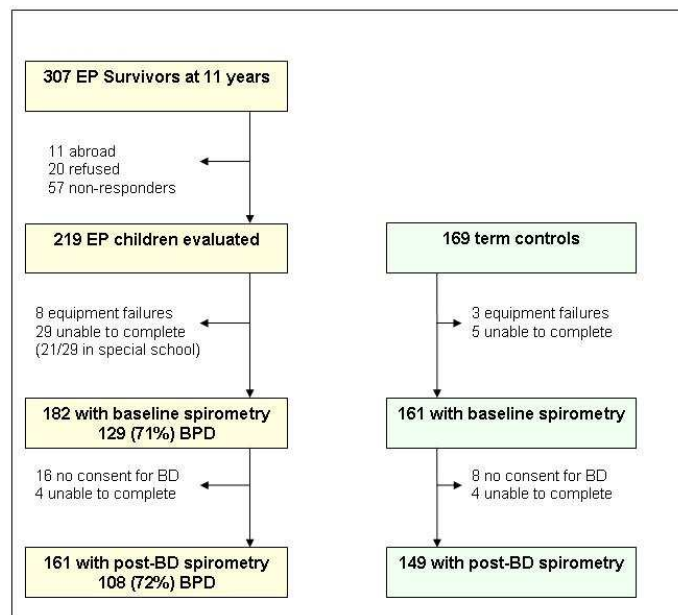 307 EP Survivors at 11 years
11 abroad
20 refused
57 non-responders
219 EP children evaluated
169 term controls
8 equipment failures
29 unable to complete
(21/29 in special school)
3 equipment failures
5 unable to complete
182 with baseline spirometry
129 (71%) BPD
161 with baseline spirometry
16 no consent for BD
4 unable to complete
8 no consent for BD
4 unable to complete
161 with post-BD spirometry
108 (72%) BPD
149 with post-BD spirometry